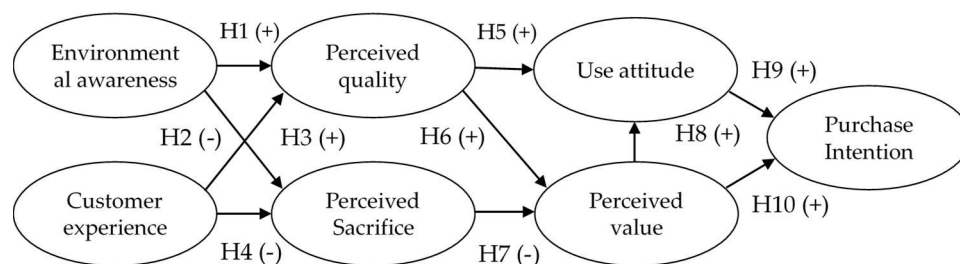 H1 (+)
H5 (+)
Environment
al awareness
Perceived
quality
Use attitude
H9 (+)
H2 (-)
H3 (+)
H6 (+)
H8 (+)
Purchase
Intention
Customer
experience
Perceived
Sacrifice
Perceived
value
H10 (+)
H4 (-)
H7 (-)